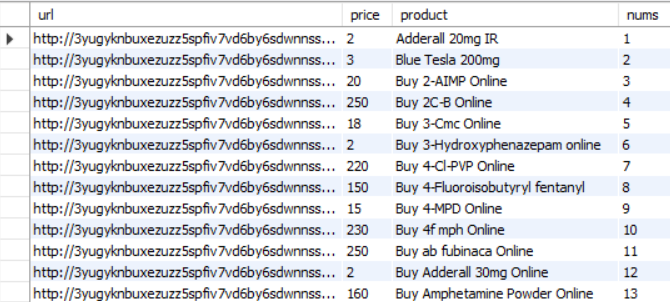 url price product nums
http://3yugyknbuxezuzz5spfiv7vd6by6sdwnnss... 2 Adderall 20mg IR 1
http://3yugyknbuxezuzz5spfiv7vd6by6sdwnnss... 3 Blue Tesla 200mg 2
http://3yugyknbuxezuzz5spfiv7vd6by6sdwnnss... 20 Buy 2-AIMP Online 3
http://3yugyknbuxezuzz5spfiv7vd6by6sdwnnss... 250 Buy 2C-B Online 4
http://3yugyknbuxezuzz5spfiv7vd6by6sdwnnss... 18 Buy 3-Cmc Online 5
http://3yugyknbuxezuzz5spfiv7vd6by6sdwnnss... 2 Buy 3-Hydroxyphenazepam online 6
http://3yugyknbuxezuzz5spfiv7vd6by6sdwnnss... 220 Buy 4-Cl-PVP Online 7
http://3yugyknbuxezuzz5spfiv7vd6by6sdwnnss... 150 Buy 4-Fluoroisobutyryl fentanyl 8
http://3yugyknbuxezuzz5spfiv7vd6by6sdwnnss... 15 Buy 4-MPD Online 9
http://3yugyknbuxezuzz5spfiv7vd6by6sdwnnss... 230 Buy 4f mph Online 10
http://3yugyknbuxezuzz5spfiv7vd6by6sdwnnss... 250 Buy ab fubinaca Online 11
http://3yugyknbuxezuzz5spfiv7vd6by6sdwnnss... 2 Buy Adderall 30mg Online 12
http://3yugyknbuxezuzz5spfiv7vd6by6sdwnnss... 160 Buy Amphetamine Powder Online 13